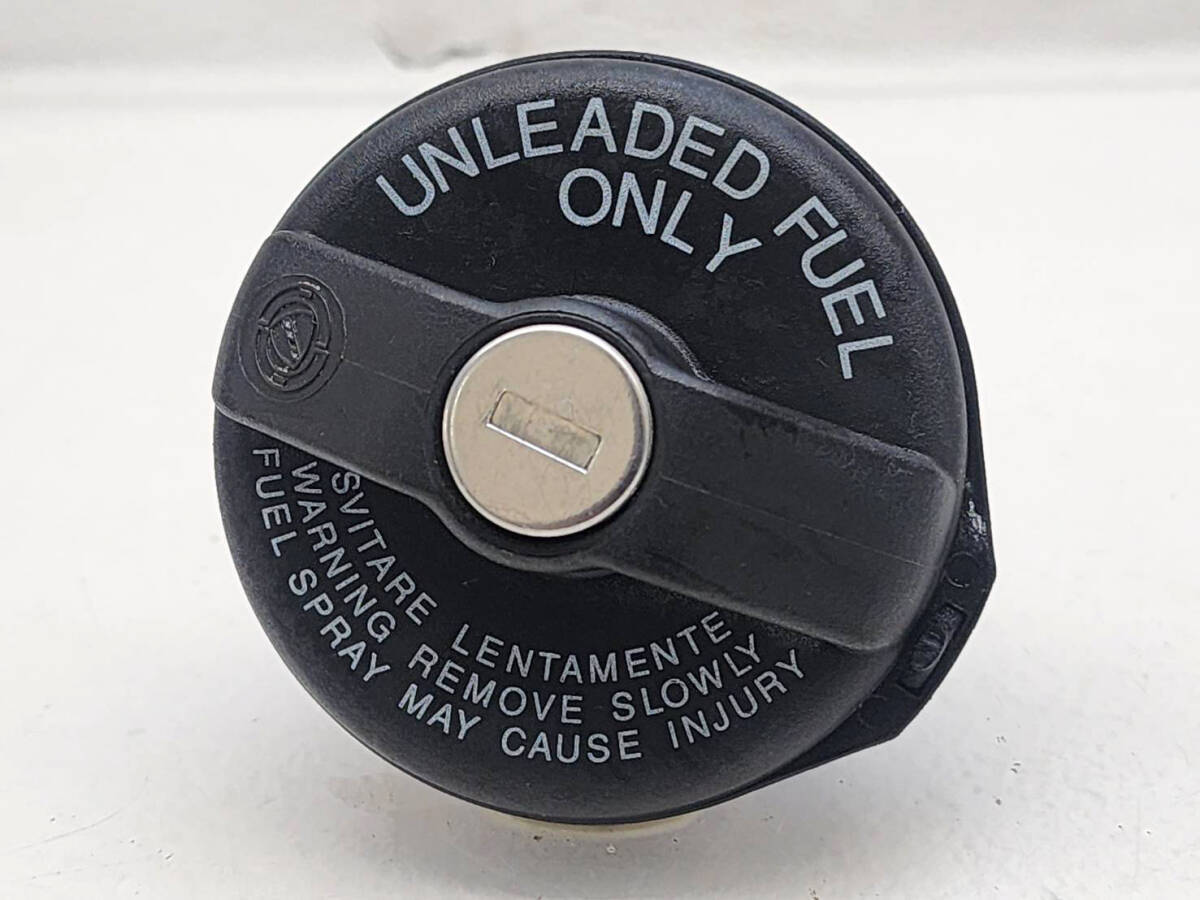 UNLEADED FUEL
ONLY
SVITARE LENTAMENTE
WARNING REMOVE SLOWLY
FUEL SPRAY MAY CAUSE INJURY